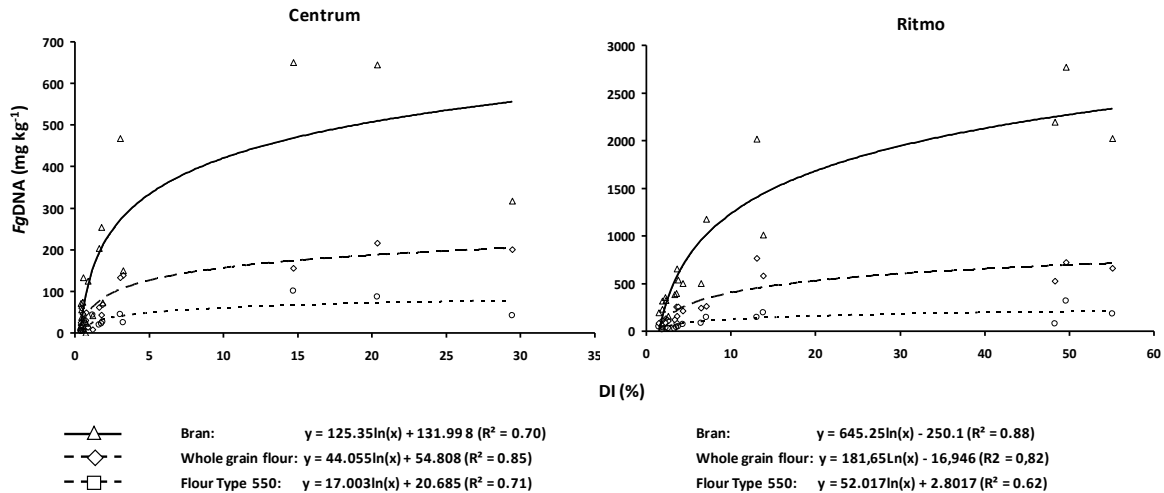 Centrum
Ritmo
FgDNA (mg kg⁻¹)
700
600
500
400
300
200
100
0
0 5 10 15 20 25 30 35
3000
2500
2000
1500
1000
500
0
0 10 20 30 40 50 60
DI (%)
Bran: y = 125.35ln(x) + 131.998 (R² = 0.70)
Whole grain flour: y = 44.055ln(x) + 54.808 (R² = 0.85)
Flour Type 550: y = 17.003ln(x) + 20.685 (R² = 0.71)
Bran: y = 645.25ln(x) - 250.1 (R² = 0.88)
Whole grain flour: y = 181,65Ln(x) - 16,946 (R2 = 0,82)
Flour Type 550: y = 52.017ln(x) + 2.8017 (R² = 0.62)